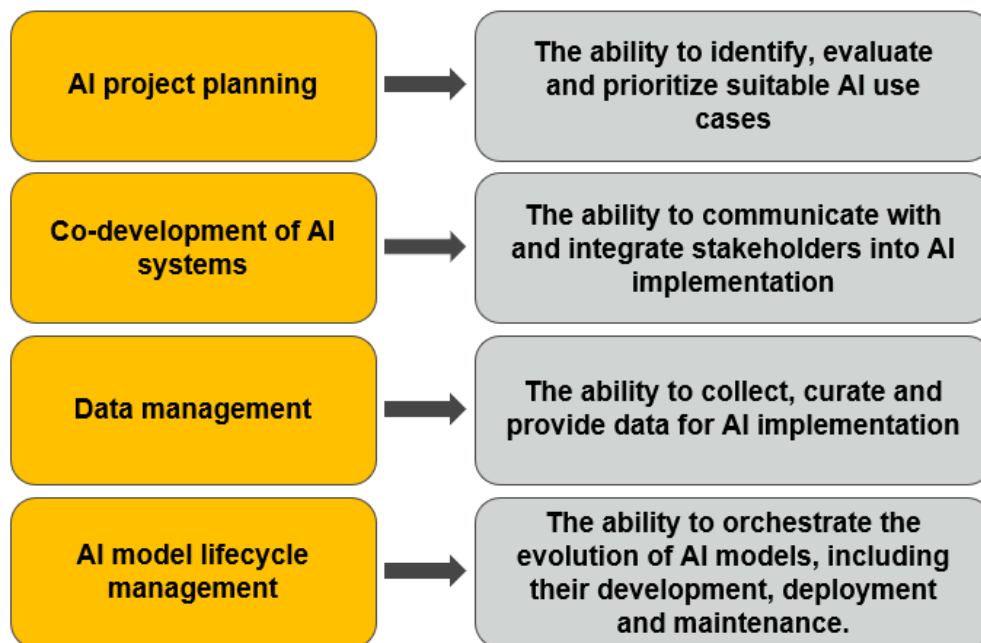 AI project planning
The ability to identify, evaluate
and prioritize suitable AI use
cases
Co-development of AI
systems
The ability to communicate with
and integrate stakeholders into AI
implementation
Data management
The ability to collect, curate and
provide data for AI implementation
AI model lifecycle
management
The ability to orchestrate the
evolution of AI models, including
their development, deployment
and maintenance.